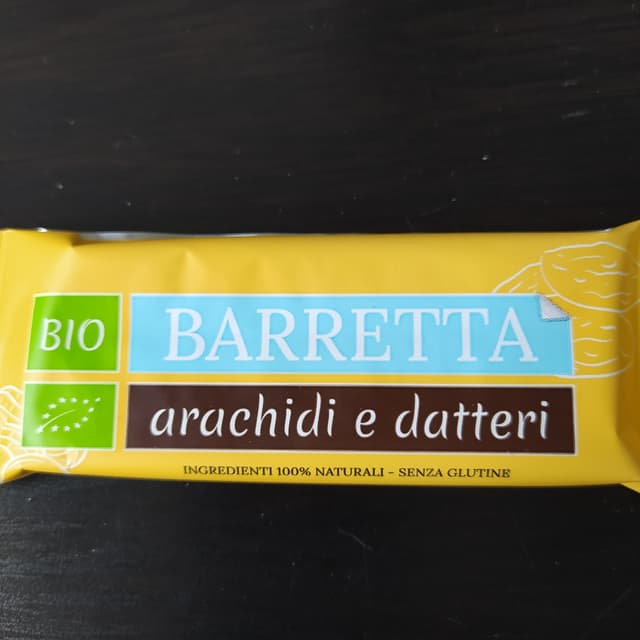 BIO
BARRETTA
arachidi e datteri
INGREDIENTI 100% NATURALI - SENZA GLUTINE